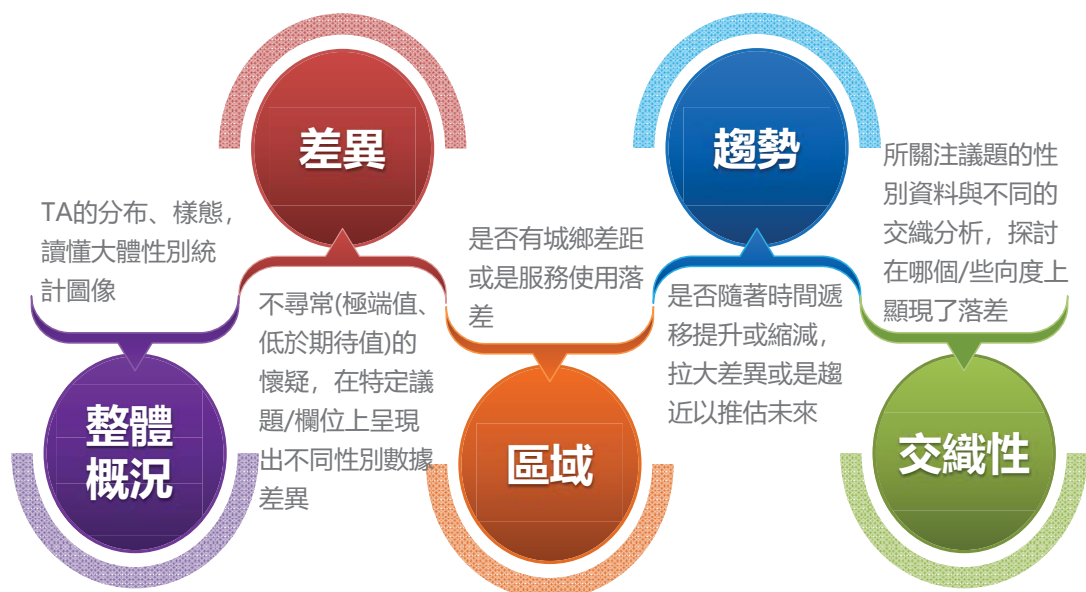 整體
概況
TA的分布、樣態，
讀懂大體性別統
計圖像
差異
不尋常(極端值、
低於期待值)的
懷疑，在特定議
題/欄位上呈現
出不同性別數據
差異
區域
是否有城鄉差距
或是服務使用落
差
趨勢
是否隨著時間遞
移提升或縮減，
拉大差異或是趨
近以推估未來
交織性
所關注議題的性
別資料與不同的
交織分析，探討
在哪個/些向度上
顯現了落差